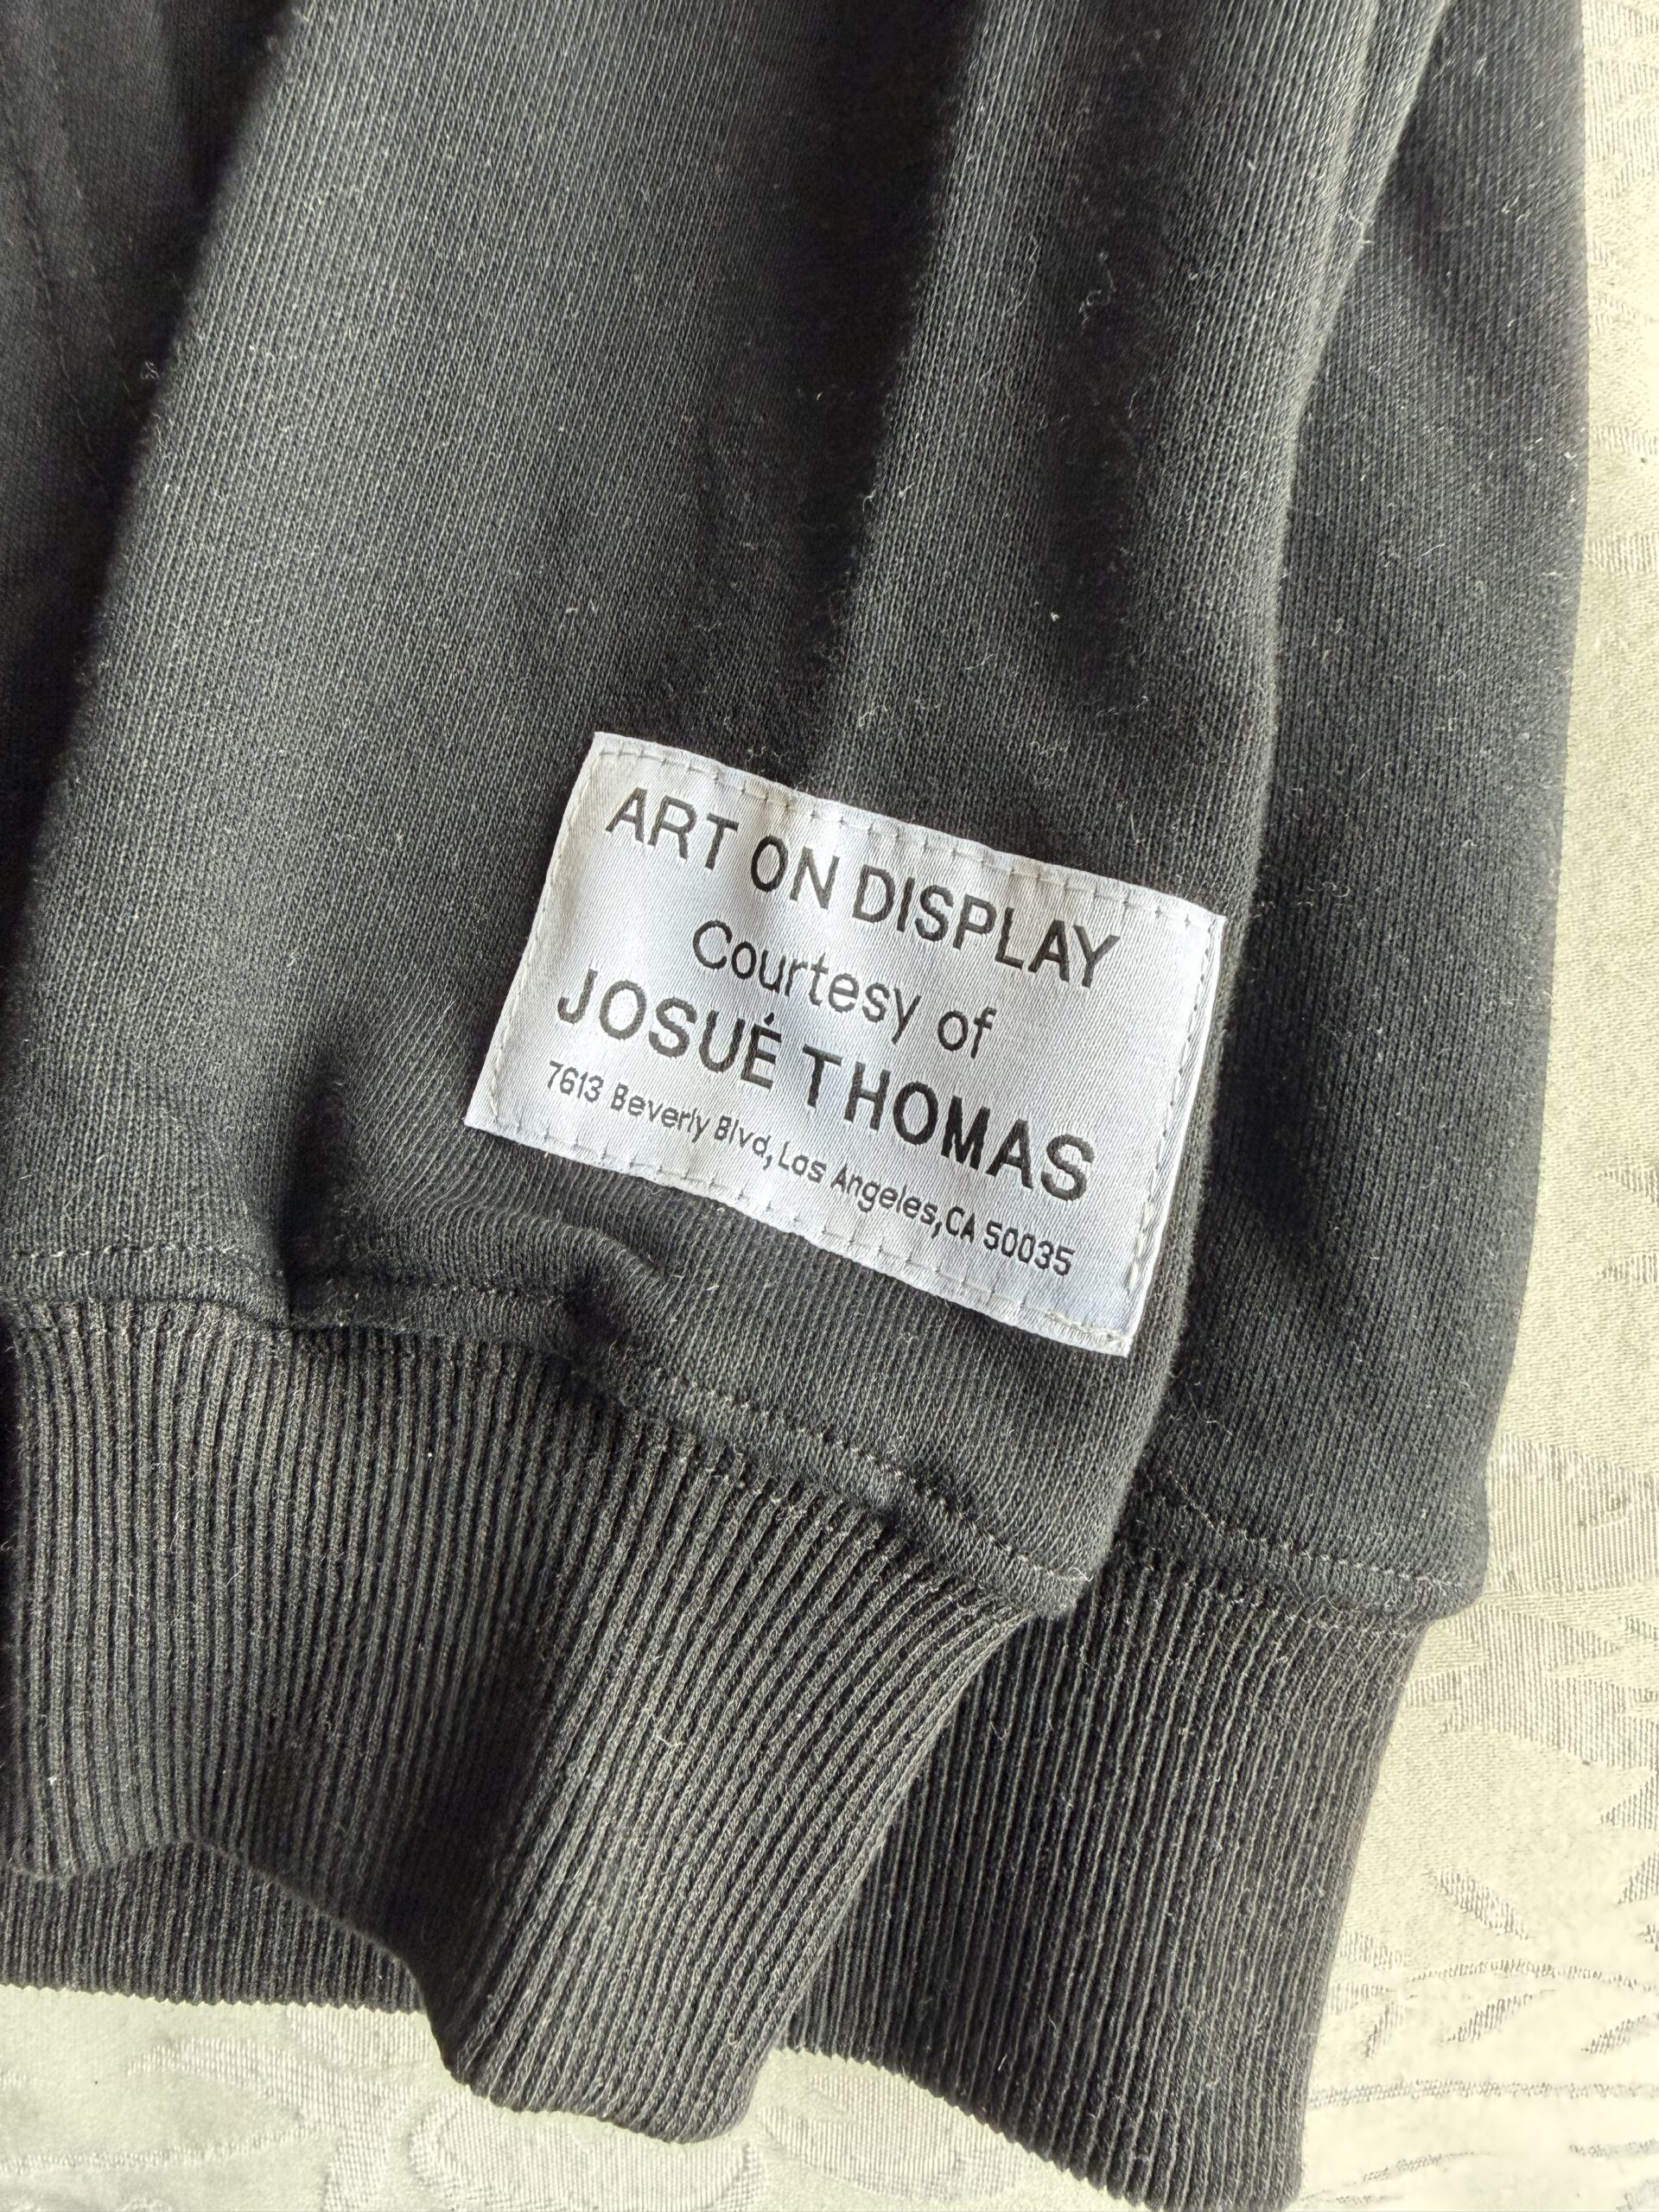 ART ON DISPLAY
Courtesy of
JOSUÉ THOMAS
7613 Beverly Blvd, Los Angeles, CA 50035